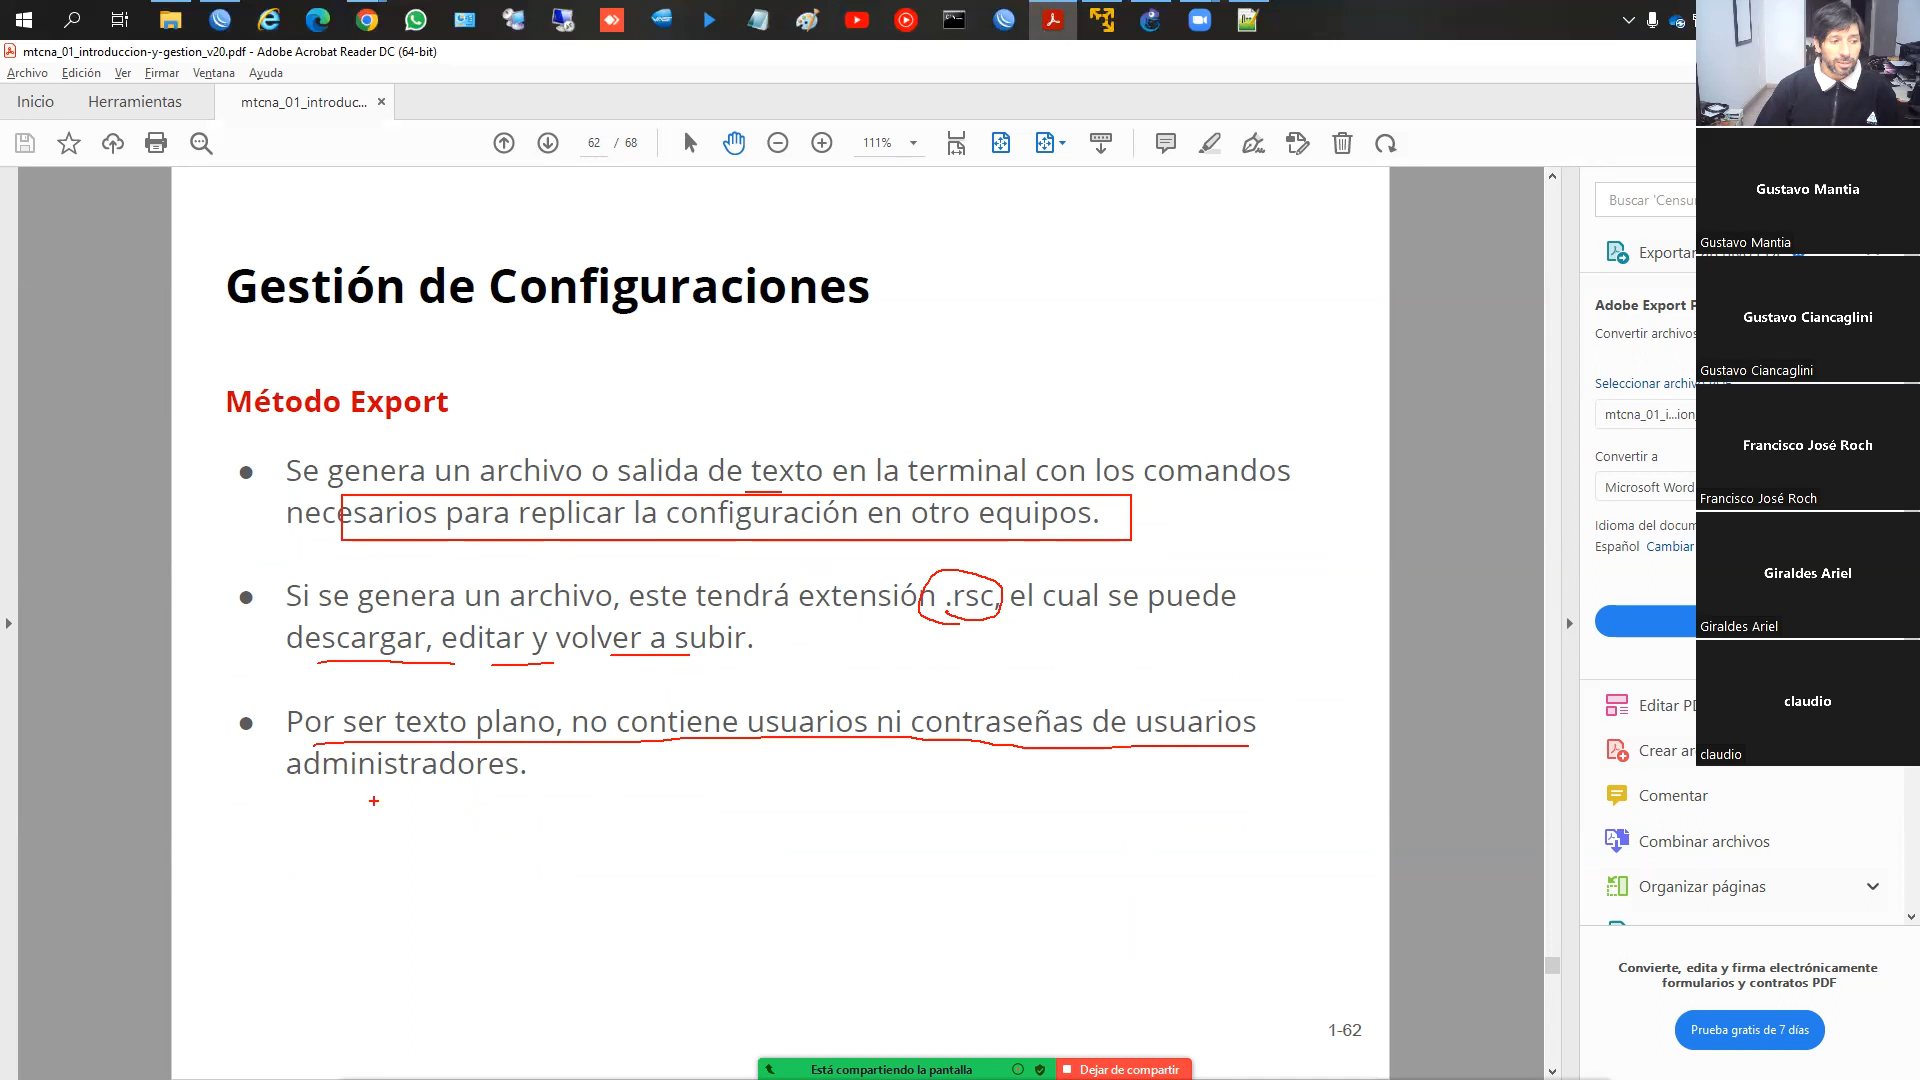 mtcna_01_introduccion-y-gestion_v20.pdf - Adobe Acrobat Reader DC (64-bit)
Archivo Edición Ver Firmar Ventana Ayuda
Inicio Herramientas mtcna_01_introduc... ×
62 / 68 111%
Gestión de Configuraciones
Método Export
● Se genera un archivo o salida de texto en la terminal con los comandos
necesarios para replicar la configuración en otro equipos.
● Si se genera un archivo, este tendrá extensión .rsc, el cual se puede
descargar, editar y volver a subir.
● Por ser texto plano, no contiene usuarios ni contraseñas de usuarios
administradores.
1-62
Buscar 'Censu
Exportar
Adobe Export P
Convertir archivos
Seleccionar archiv
mtcna_01_i...ion_
Convertir a
Microsoft Word
Idioma del docum
Español Cambiar
Editar PD
Crear ar
Comentar
Combinar archivos
Organizar páginas
Convierte, edita y firma electrónicamente
formularios y contratos PDF
Prueba gratis de 7 días
Gustavo Mantia
Gustavo Mantia
Gustavo Ciancaglini
Gustavo Ciancaglini
Francisco José Roch
Francisco José Roch
Giraldes Ariel
Giraldes Ariel
claudio
claudio
Está compartiendo la pantalla Dejar de compartir